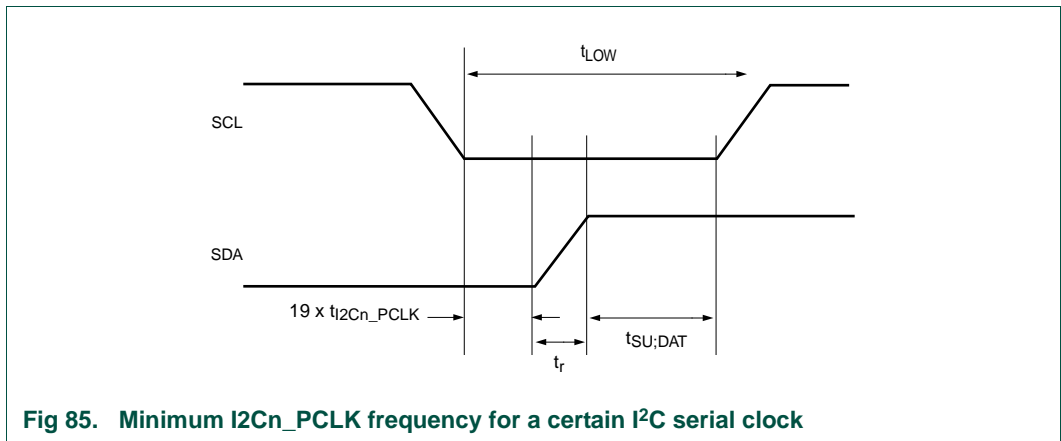 tLOW
SCL
SDA
19 x tI2Cn_PCLK
tr
tSU;DAT
Fig 85. Minimum I2Cn_PCLK frequency for a certain I2C serial clock